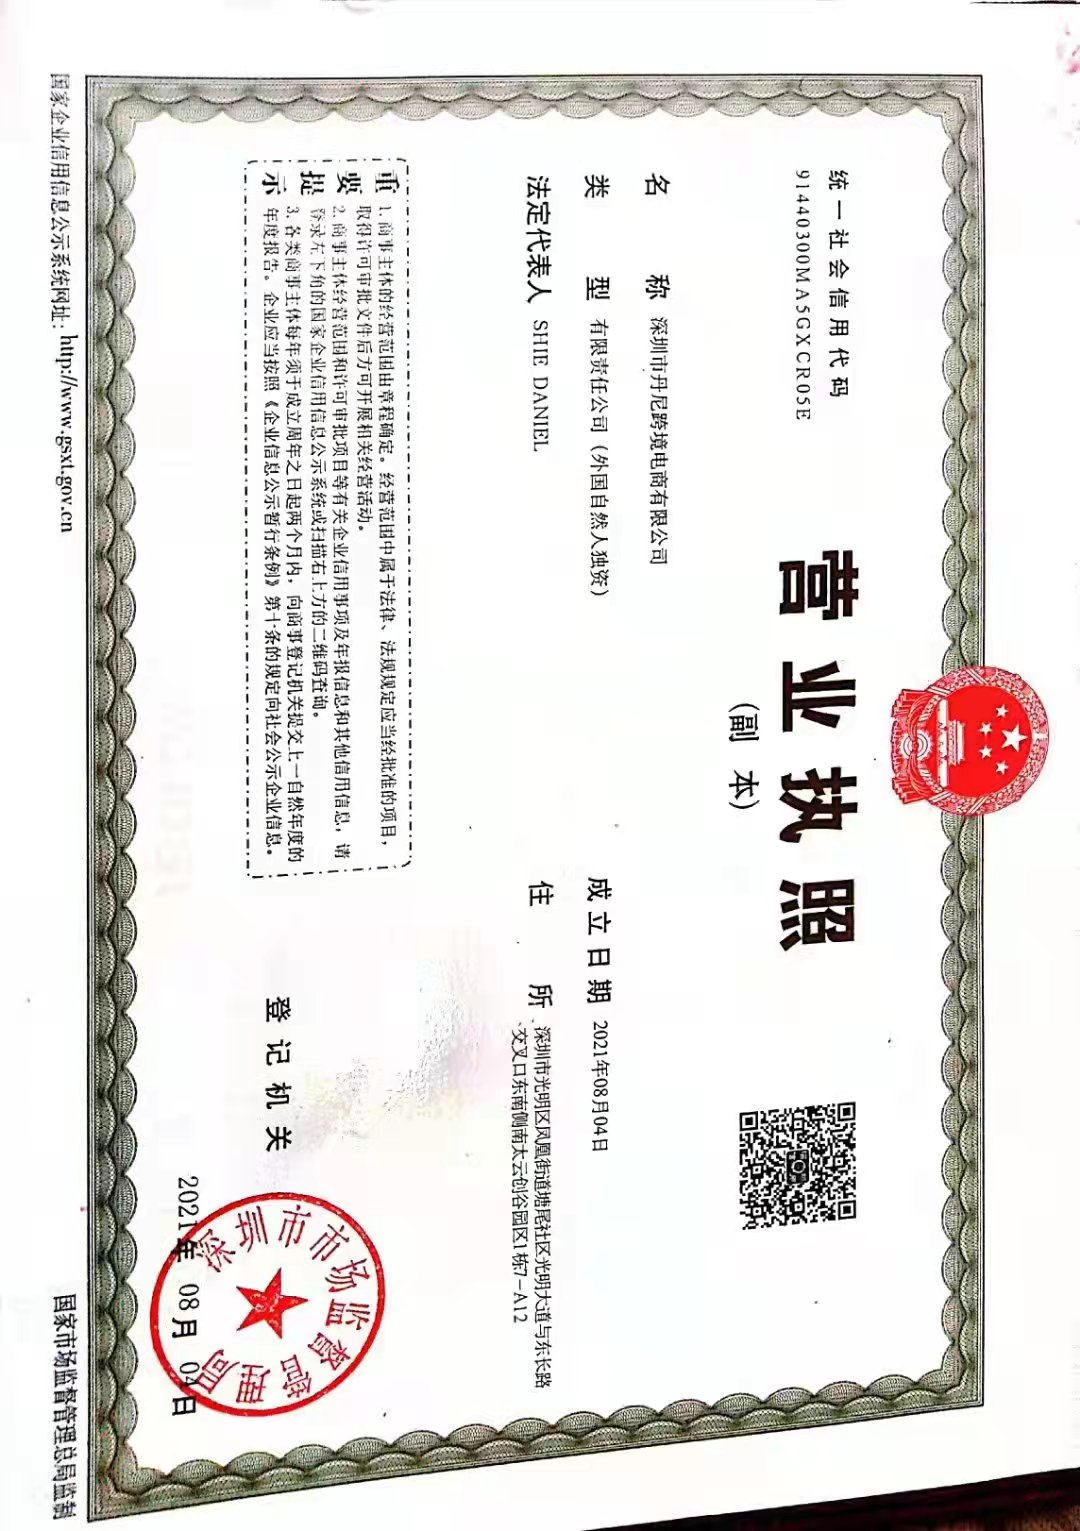 统一社会信用代码
91440300MA5GXCR05E
营业执照
(副 本)
名 称 深圳市丹尼跨境电商有限公司
类 型 有限责任公司（外国自然人独资）
法定代表人 SHIE DANIEL
成立日期 2021年08月04日
住 所 深圳市光明区凤凰街道塘尾社区光明大道与东长路
交叉口东南侧南太云创谷园区1栋7-A12
重要提示
1. 商事主体的经营范围由章程确定。经营范围中属于法律、法规规定应当经批准的项目，
取得许可审批文件后方可开展相关经营活动。
2. 商事主体经营范围和许可审批项目等有关企业信用事项及年报信息和其他信用信息，请
登录左下角的国家企业信用信息公示系统或扫描右上方的二维码查询。
3. 各类商事主体每年须于成立周年之日起两个月内，向商事登记机关提交上一自然年度的
年度报告。企业应当按照《企业信息公示暂行条例》第十条的规定向社会公示企业信息。
登记机关
深圳市市场监督管理局
2021年 08月 04日
国家企业信用信息公示系统网址: http://www.gsxt.gov.cn
国家市场监督管理总局监制